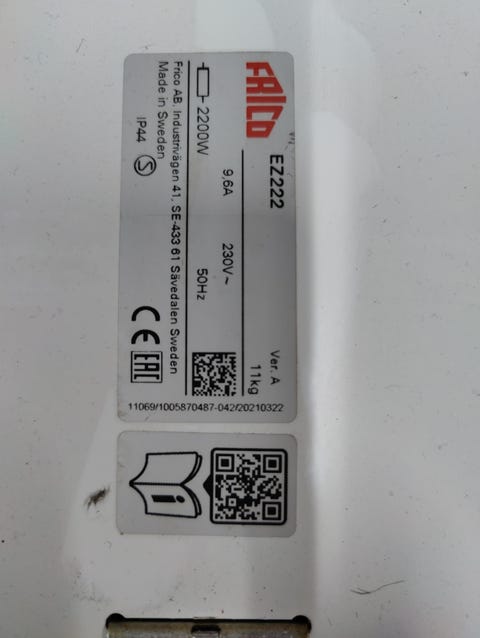 FRICO
EZ222
Ver. A
9,6A 230V~ 11kg
2200W 50Hz
Frico AB, Industrivägen 41, SE-433 61 Sävedalen Sweden
Made in Sweden
IP44 S CE EAC
11069/1005870487-042/20210322
i